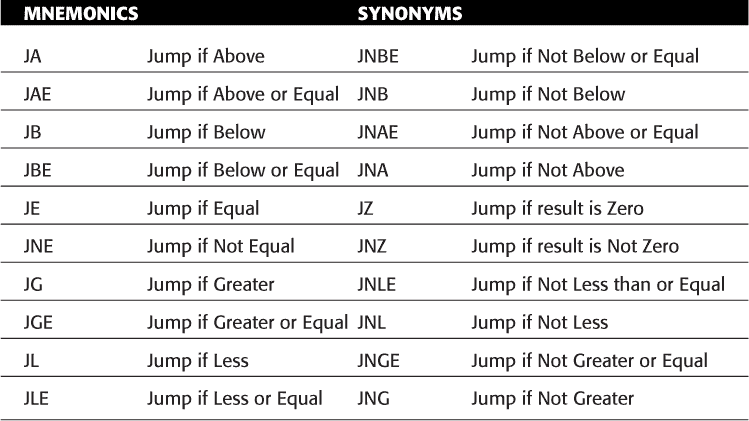 MNEMONICS SYNONYMS
JA Jump if Above JNBE Jump if Not Below or Equal
JAE Jump if Above or Equal JNB Jump if Not Below
JB Jump if Below JNAE Jump if Not Above or Equal
JBE Jump if Below or Equal JNA Jump if Not Above
JE Jump if Equal JZ Jump if result is Zero
JNE Jump if Not Equal JNZ Jump if result is Not Zero
JG Jump if Greater JNLE Jump if Not Less than or Equal
JGE Jump if Greater or Equal JNL Jump if Not Less
JL Jump if Less JNGE Jump if Not Greater or Equal
JLE Jump if Less or Equal JNG Jump if Not Greater